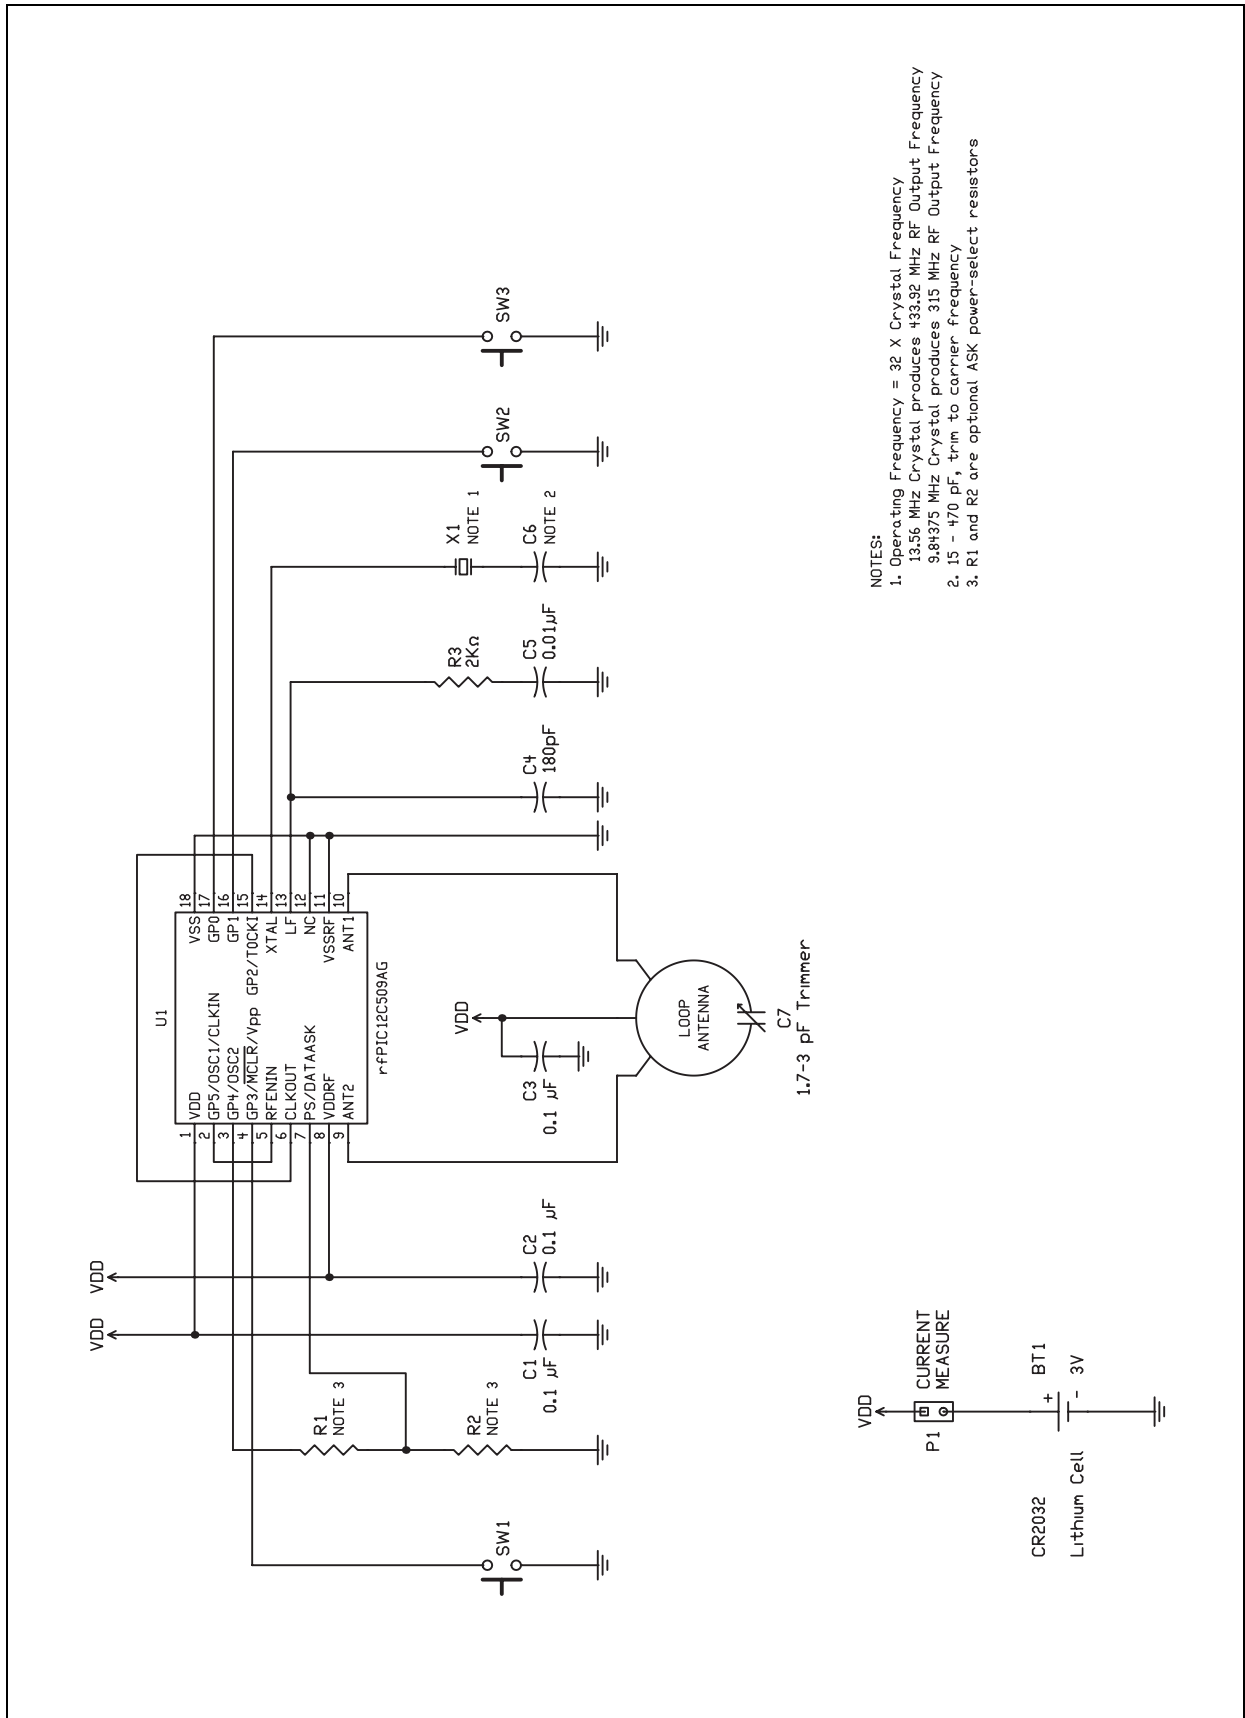 U1
rfPIC12C509AG
1 VDD
2 GP5/OSC1/CLKIN
3 GP4/OSC2
4 GP3/MCLR/Vpp
5 RFENIN
6 CLKOUT
7 PS/DATAASK
8 VDDRF
9 ANT2
VSS 18
GP0 17
GP1 16
GP2/T0CKI 15
XTAL 14
LF 13
NC 12
VSSRF 11
ANT1 10
VDD
VDD
SW1
R1
NOTE 3
R2
NOTE 3
C1
0.1 µF
C2
0.1 µF
VDD
C3
0.1 µF
LOOP
ANTENNA
C7
1.7-3 pF Trimmer
C4
180pF
R3
2KΩ
C5
0.01µF
X1
NOTE 1
C6
NOTE 2
SW2
SW3
VDD
P1
CURRENT
MEASURE
CR2032
Lithium Cell
+
BT1
- 3V
NOTES:
1. Operating Frequency = 32 X Crystal Frequency
13.56 MHz Crystal produces 433.92 MHz RF Output Frequency
9.84375 MHz Crystal produces 315 MHz RF Output Frequency
2. 15 - 470 pF, trim to carrier frequency
3. R1 and R2 are optional ASK power-select resistors